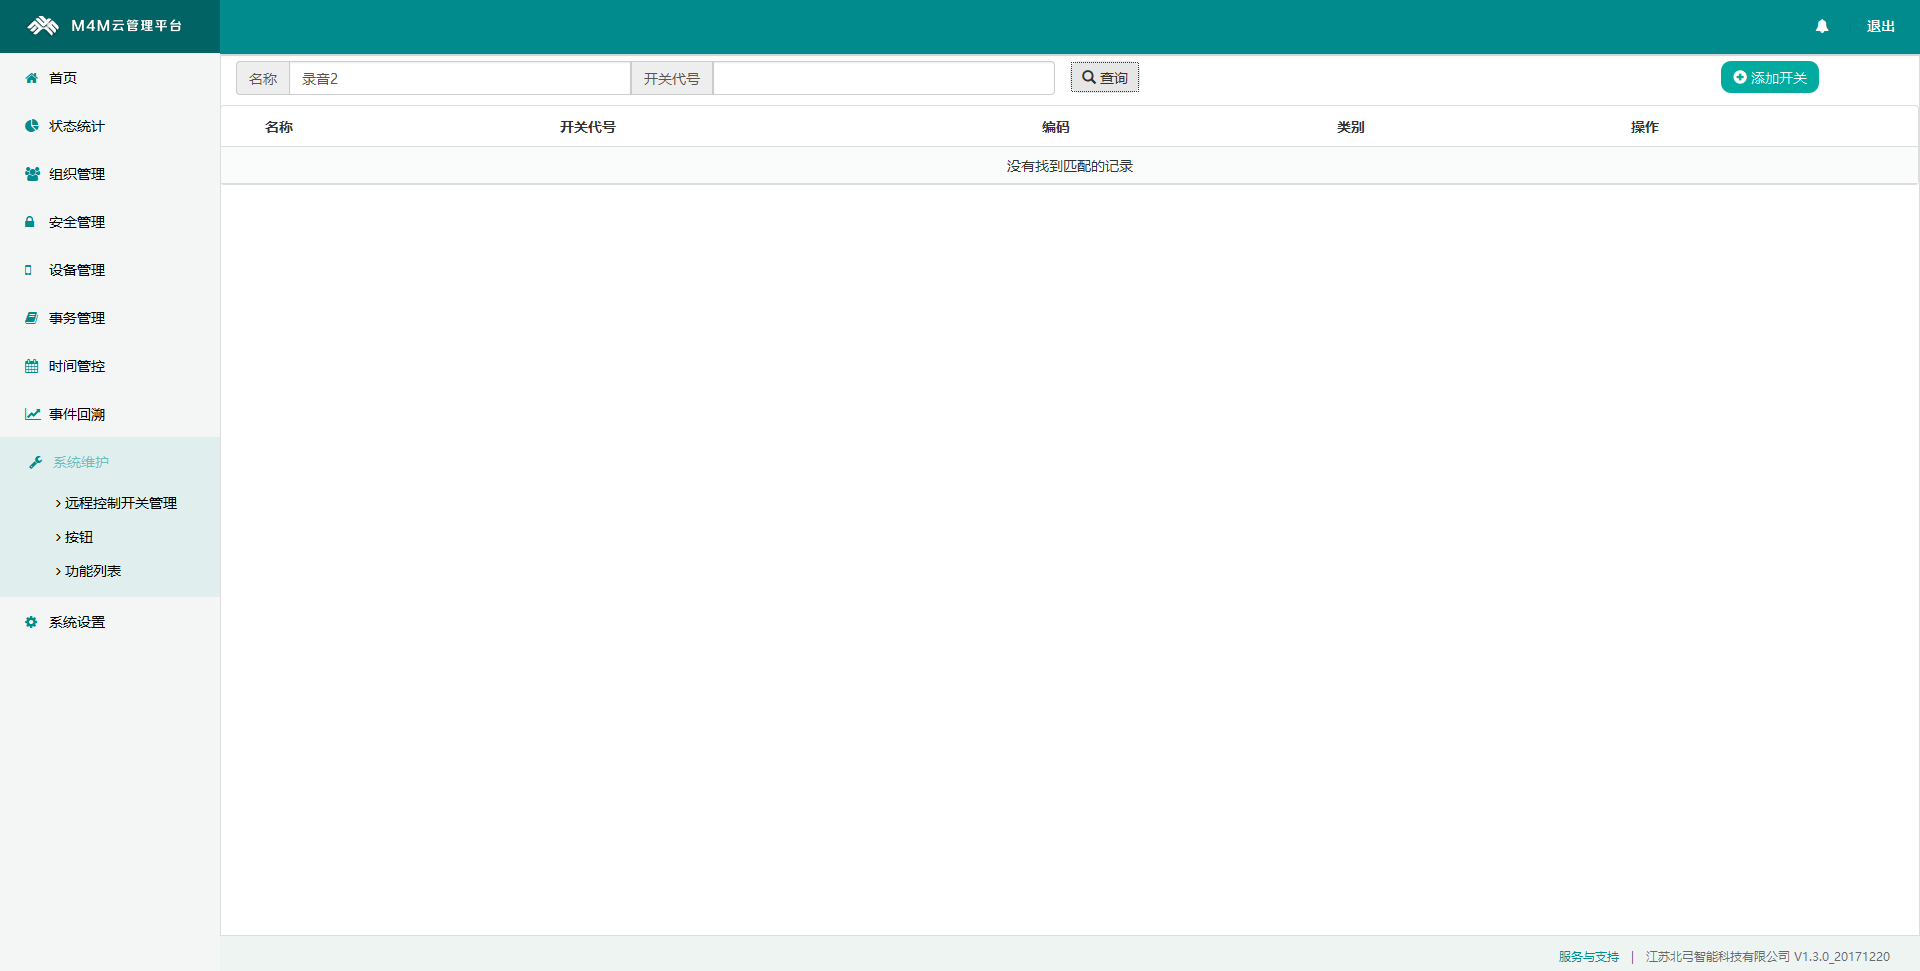 M4M云管理平台
退出
首页
状态统计
组织管理
安全管理
设备管理
事务管理
时间管控
事件回溯
系统维护
远程控制开关管理
按钮
功能列表
系统设置
名称 录音2 开关代号 查询 添加开关
名称 开关代号 编码 类别 操作
没有找到匹配的记录
服务与支持 | 江苏北弓智能科技有限公司 V1.3.0_20171220